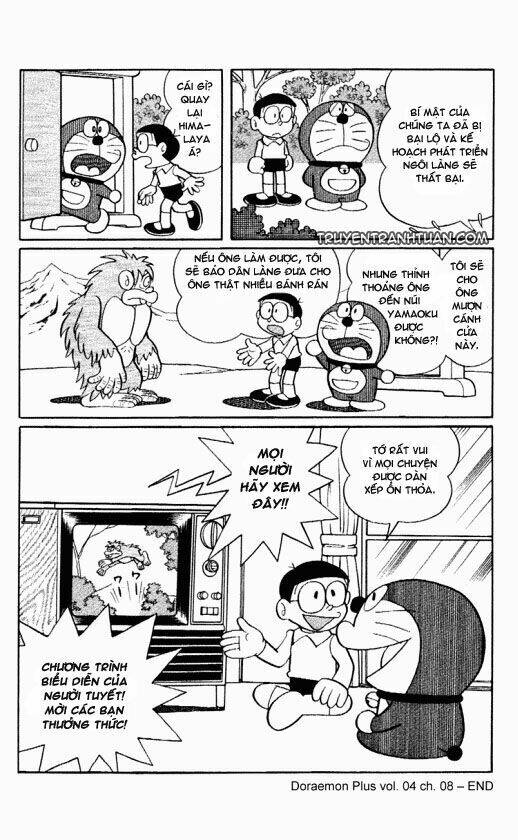 CÁI GÌ?
QUAY
LẠI
HIMA-
LAYA
Á?
BÍ MẬT CỦA
CHÚNG TA ĐÃ BỊ
BẠI LỘ VÀ KẾ
HOẠCH PHÁT TRIỂN
NGÔI LÀNG SẼ
THẤT BẠI.
TRUYENTRANHTUAN.COM
NẾU ÔNG LÀM ĐƯỢC, TÔI
SẼ BẢO DÂN LÀNG ĐƯA CHO
ÔNG THẬT NHIỀU BÁNH RÁN
NHƯNG THỈNH
THOẢNG ÔNG
ĐẾN NÚI
YAMAOKU
ĐƯỢC
KHÔNG?!
TÔI SẼ
CHO
ÔNG
MƯỢN
CÁNH
CỬA
NÀY.
MỌI
NGƯỜI
HÃY XEM
ĐÂY!!
TỚ RẤT VUI
VÌ MỌI CHUYỆN
ĐƯỢC DÀN
XẾP ỔN THỎA.
CHƯƠNG TRÌNH
BIỂU DIỄN CỦA
NGƯỜI TUYẾT!
MỜI CÁC BẠN
THƯỞNG THỨC!
Doraemon Plus vol. 04 ch. 08 – END